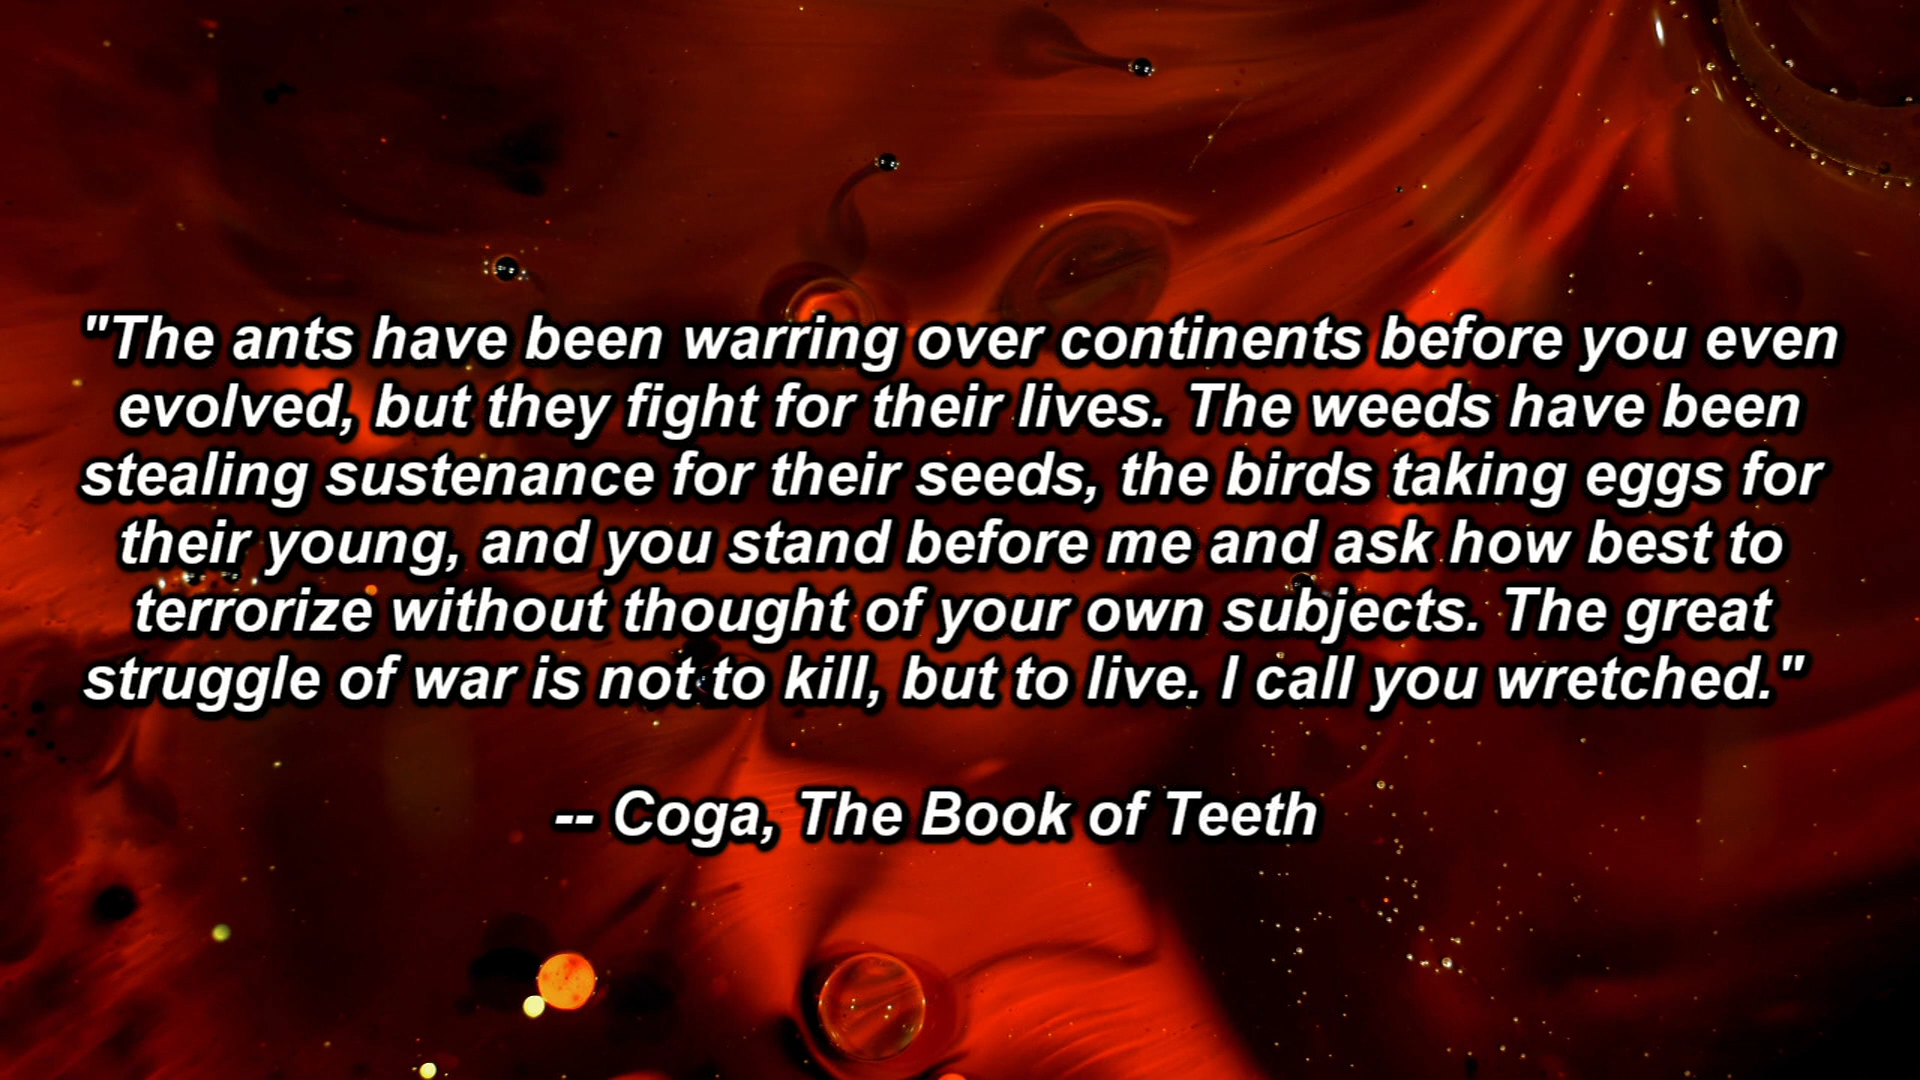 "The ants have been warring over continents before you even
evolved, but they fight for their lives. The weeds have been
stealing sustenance for their seeds, the birds taking eggs for
their young, and you stand before me and ask how best to
terrorize without thought of your own subjects. The great
struggle of war is not to kill, but to live. I call you wretched."
-- Coga, The Book of Teeth